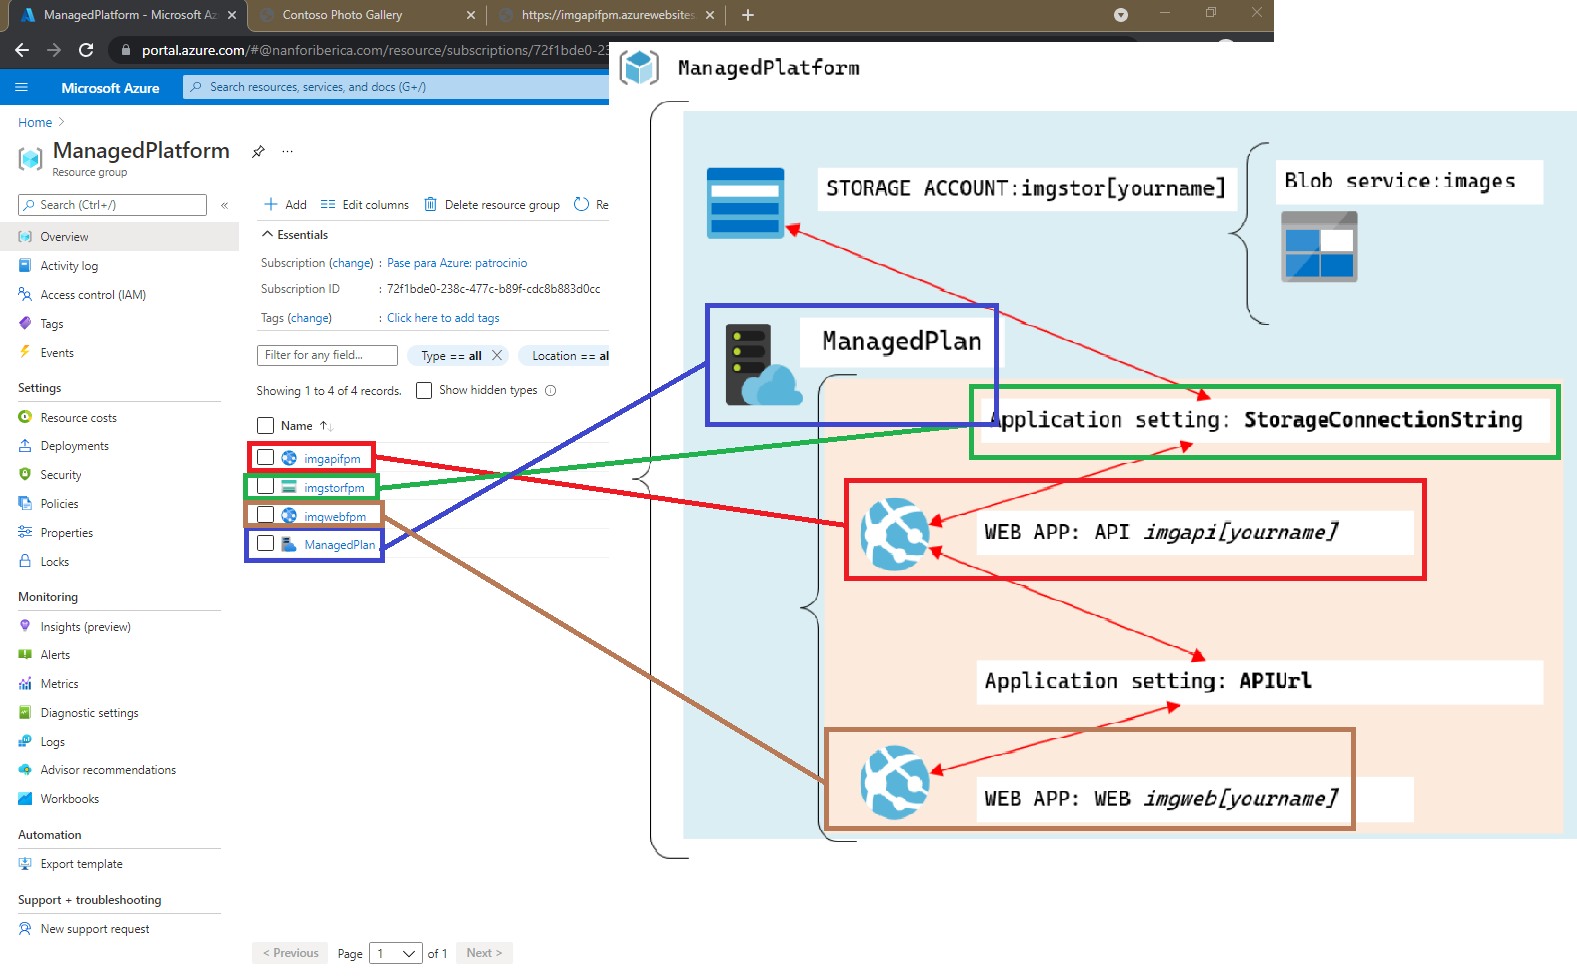 ManagedPlatform - Microsoft Az
Contoso Photo Gallery
https://imgapifpm.azurewebsites.
portal.azure.com/#@nanforiberica.com/resource/subscriptions/72f1bde0-23
Microsoft Azure
Search resources, services, and docs (G+/)
Home
ManagedPlatform
Resource group
Search (Ctrl+/)
Overview
Activity log
Access control (IAM)
Tags
Events
Settings
Resource costs
Deployments
Security
Policies
Properties
Locks
Monitoring
Insights (preview)
Alerts
Metrics
Diagnostic settings
Logs
Advisor recommendations
Workbooks
Automation
Export template
Support + troubleshooting
New support request
Add
Edit columns
Delete resource group
Re
Essentials
Subscription (change) : Pase para Azure: patrocinio
Subscription ID : 72f1bde0-238c-477c-b89f-cdc8b883d0cc
Tags (change) : Click here to add tags
Filter for any field...
Type == all
Location == al
Showing 1 to 4 of 4 records.
Show hidden types
Name
imgapifpm
imgstorfpm
imgwebfpm
ManagedPlan
< Previous
Page
1
of 1
Next >
ManagedPlatform
STORAGE ACCOUNT:imgstor[yourname]
Blob service:images
ManagedPlan
Application setting: StorageConnectionString
WEB APP: API imgapi[yourname]
Application setting: APIUrl
WEB APP: WEB imgweb[yourname]